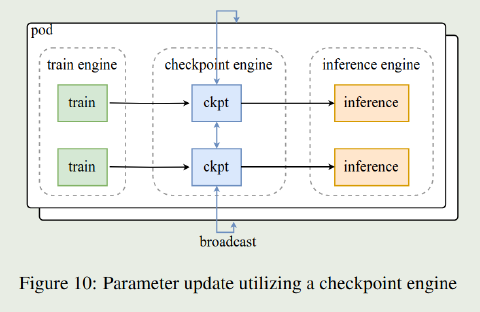 pod
train engine checkpoint engine inference engine
train ckpt inference
train ckpt inference
broadcast
Figure 10: Parameter update utilizing a checkpoint engine